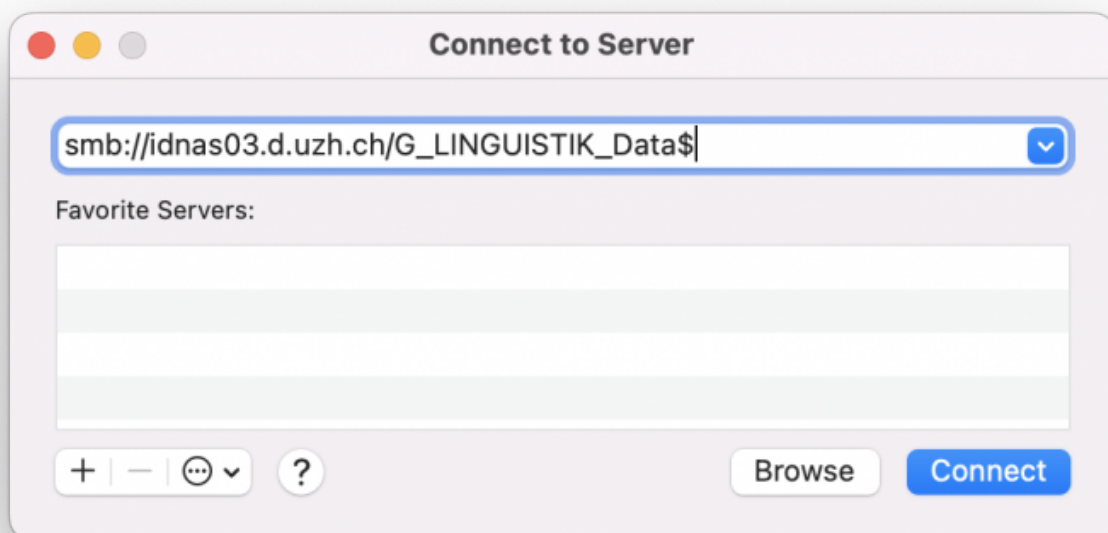 Connect to Server
smb://idnas03.d.uzh.ch/G_LINGUISTIK_Data$
Favorite Servers:
+ − ? Browse Connect